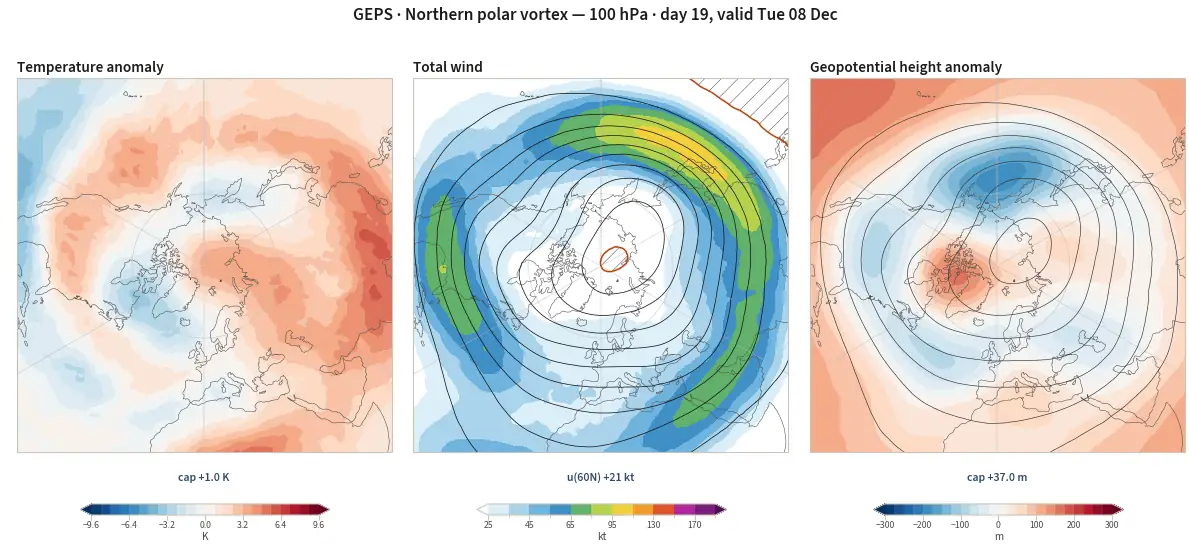 GEPS · Northern polar vortex — 100 hPa · day 19, valid Tue 08 Dec
Temperature anomaly
Total wind
Geopotential height anomaly
cap +1.0 K
u(60N) +21 kt
cap +37.0 m
−9.6 −6.4 −3.2 0.0 3.2 6.4 9.6
K
25 45 65 95 130 170
kt
−300 −200 −100 0 100 200 300
m